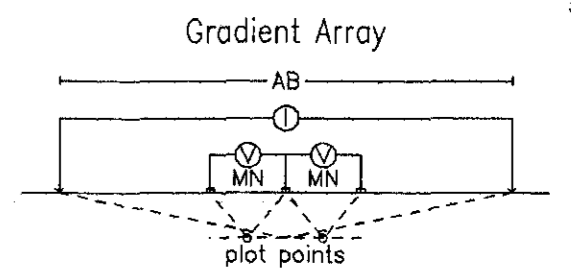 Gradient Array
AB
I
V V
MN MN
plot points